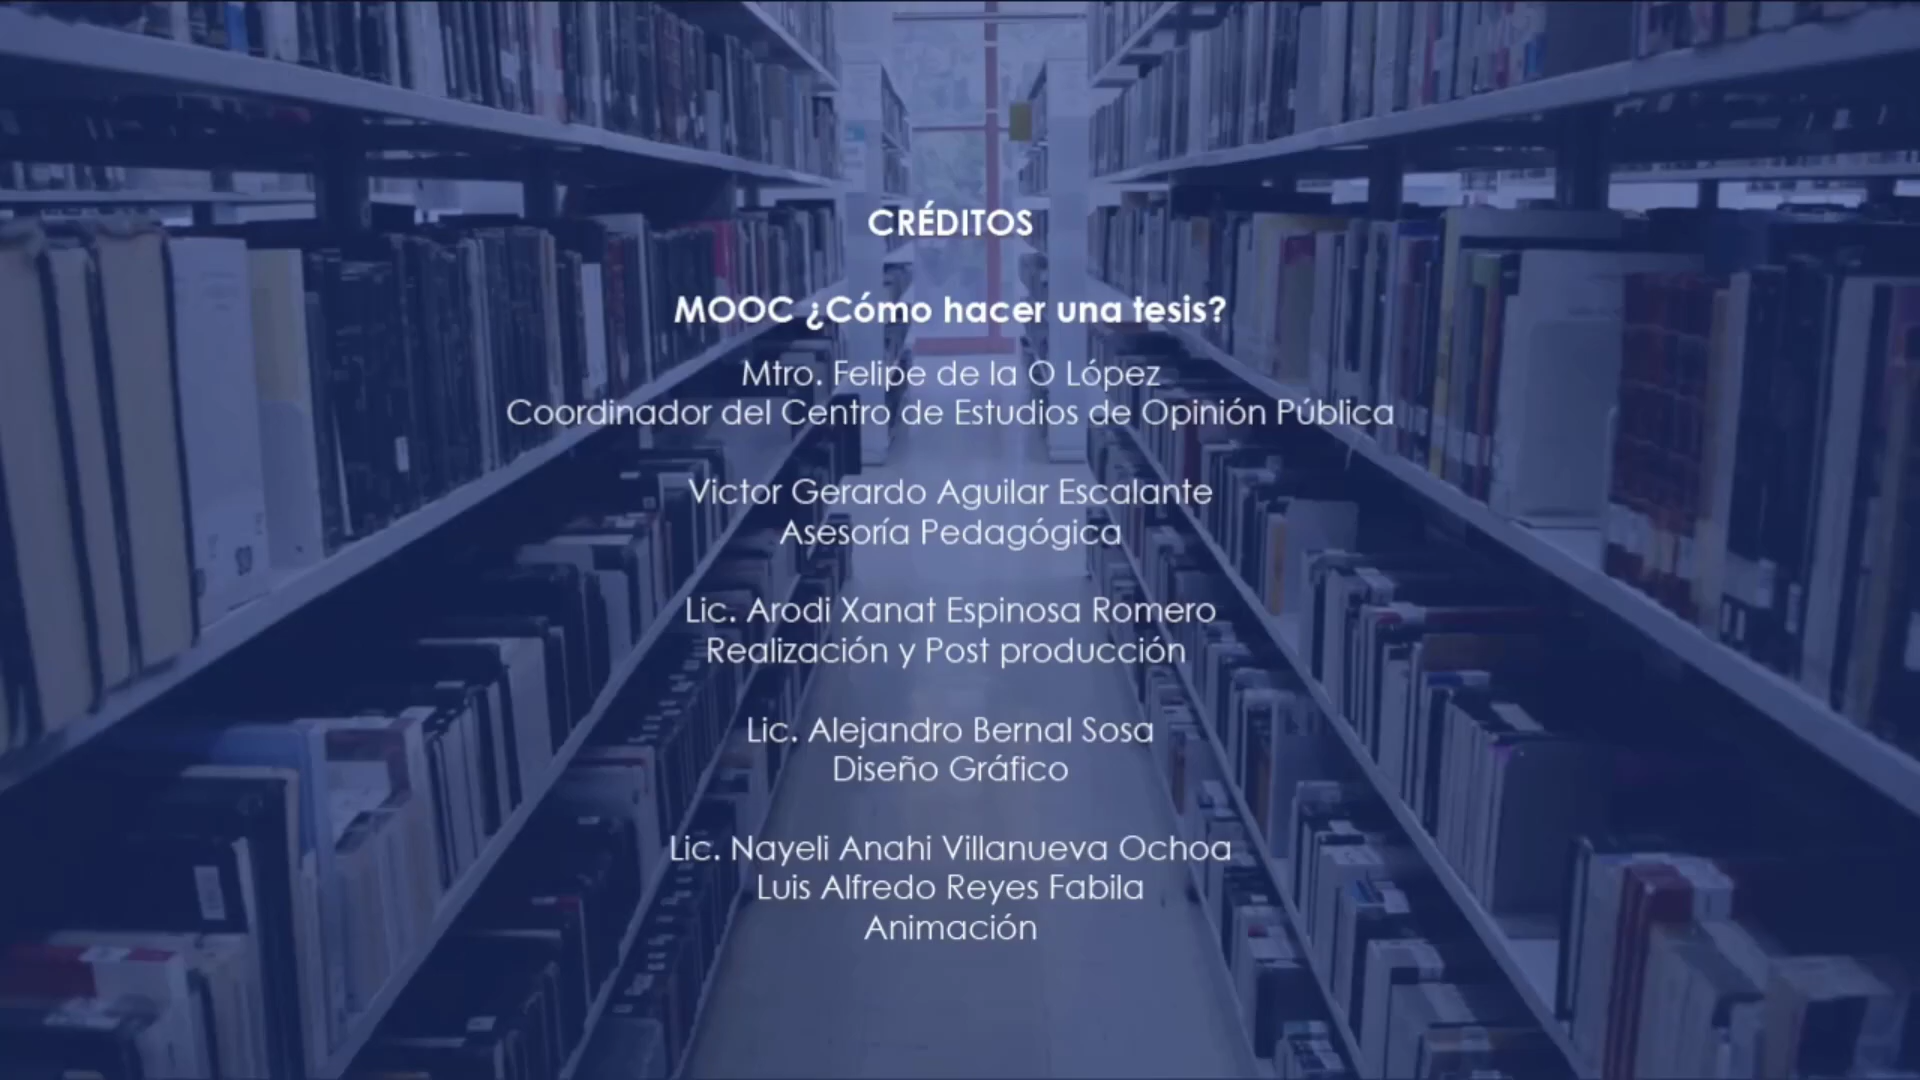 CRÉDITOS
MOOC ¿Cómo hacer una tesis?
Mtro. Felipe de la O López
Coordinador del Centro de Estudios de Opinión Pública
Victor Gerardo Aguilar Escalante
Asesoría Pedagógica
Lic. Arodi Xanat Espinosa Romero
Realización y Post producción
Lic. Alejandro Bernal Sosa
Diseño Gráfico
Lic. Nayeli Anahi Villanueva Ochoa
Luis Alfredo Reyes Fabila
Animación